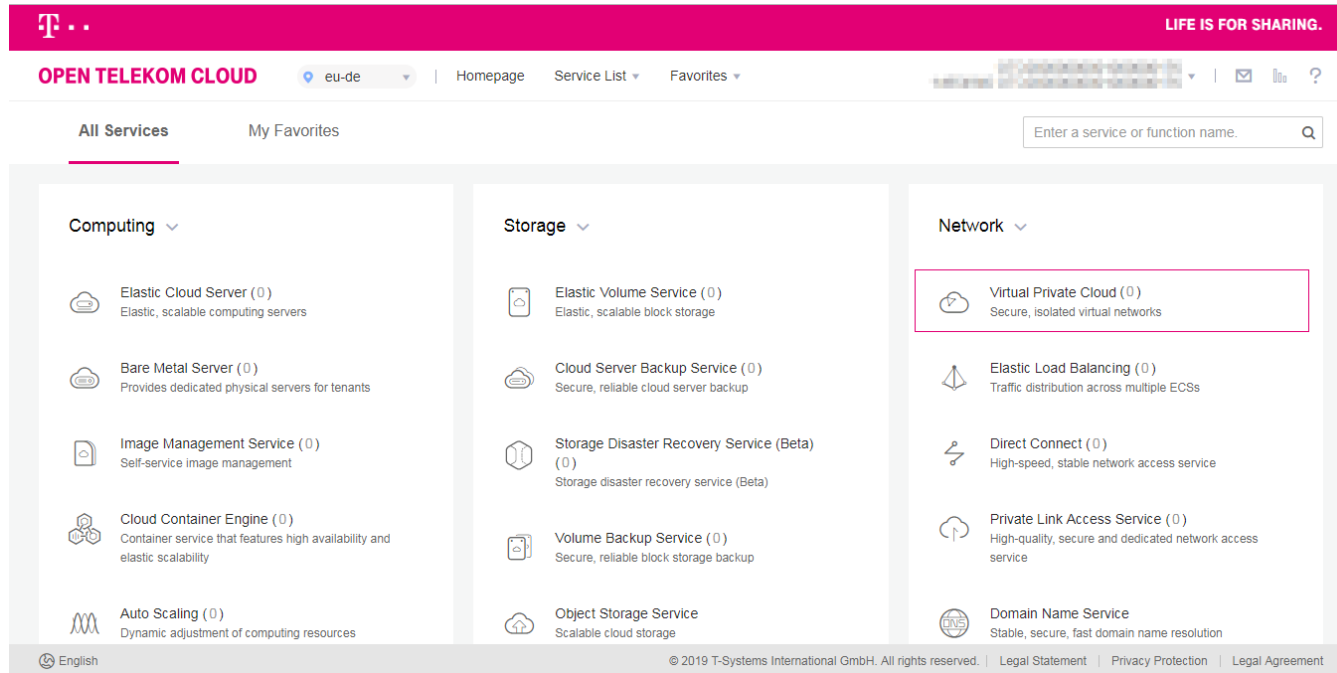 T
LIFE IS FOR SHARING.
OPEN TELEKOM CLOUD
eu-de
Homepage
Service List
Favorites
All Services
My Favorites
Enter a service or function name.
Computing
Elastic Cloud Server (0)
Elastic, scalable computing servers
Bare Metal Server (0)
Provides dedicated physical servers for tenants
Image Management Service (0)
Self-service image management
Cloud Container Engine (0)
Container service that features high availability and
elastic scalability
Auto Scaling (0)
Dynamic adjustment of computing resources
Storage
Elastic Volume Service (0)
Elastic, scalable block storage
Cloud Server Backup Service (0)
Secure, reliable cloud server backup
Storage Disaster Recovery Service (Beta)
(0)
Storage disaster recovery service (Beta)
Volume Backup Service (0)
Secure, reliable block storage backup
Object Storage Service
Scalable cloud storage
Network
Virtual Private Cloud (0)
Secure, isolated virtual networks
Elastic Load Balancing (0)
Traffic distribution across multiple ECSs
Direct Connect (0)
High-speed, stable network access service
Private Link Access Service (0)
High-quality, secure and dedicated network access
service
DNS
Domain Name Service
Stable, secure, fast domain name resolution
English
© 2019 T-Systems International GmbH. All rights reserved. | Legal Statement | Privacy Protection | Legal Agreement